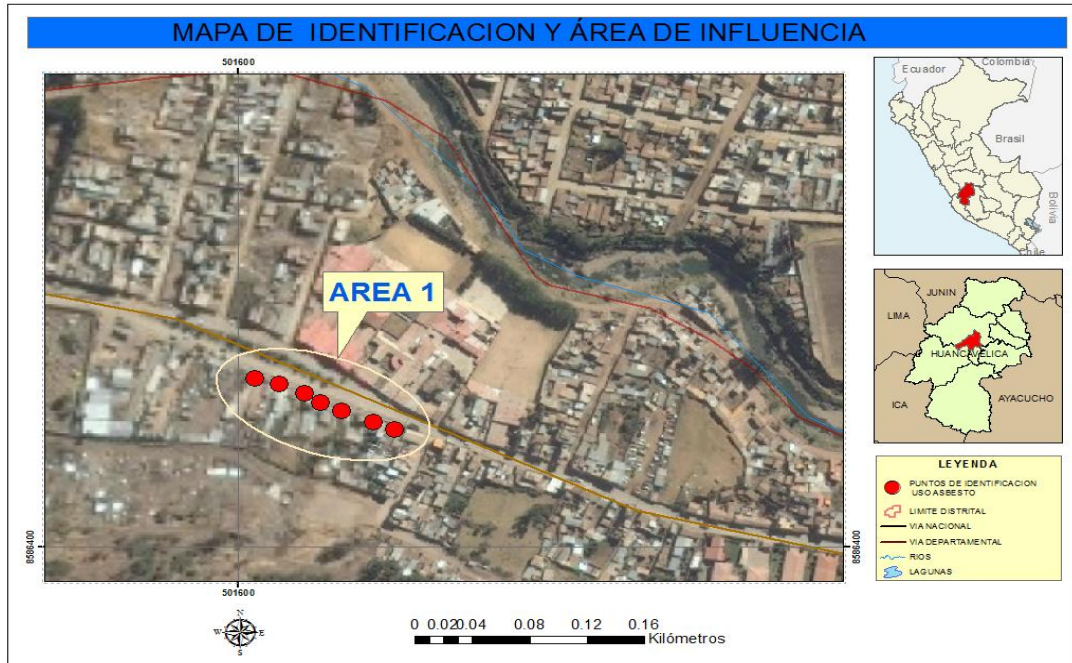 MAPA DE IDENTIFICACION Y ÁREA DE INFLUENCIA
501600
AREA 1
8586400
8586400
501600
N
W E
S
0 0.02 0.04 0.08 0.12 0.16
Kilómetros
Ecuador
Colombia
Brasil
Bolivia
Chile
JUNIN
LIMA
HUANCAVELICA
ICA
AYACUCHO
LEYENDA
PUNTOS DE IDENTIFICACION
USO ASBESTO
LIMITE DISTRITAL
VIA NACIONAL
VIA DEPARTAMENTAL
RIOS
LAGUNAS